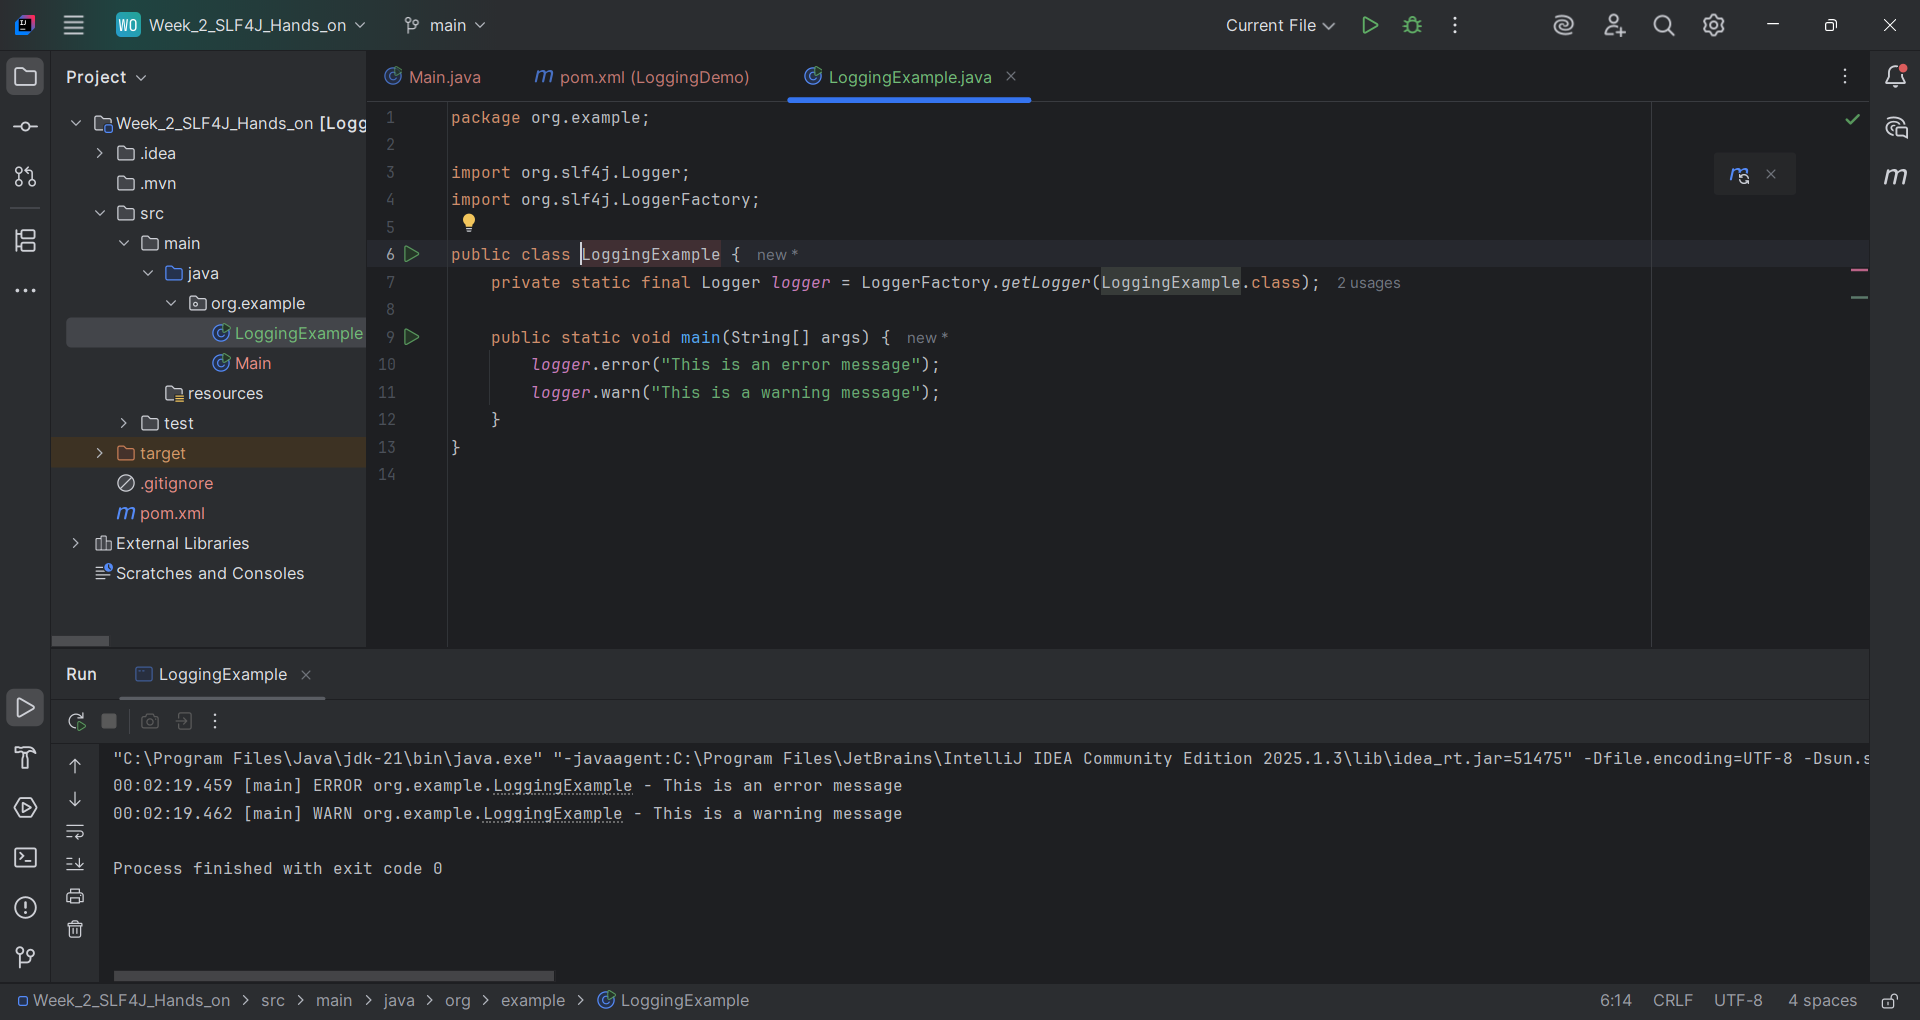 WO Week_2_SLF4J_Hands_on main Current File
Project
Main.java
pom.xml (LoggingDemo)
LoggingExample.java
Week_2_SLF4J_Hands_on [Logg
.idea
.mvn
src
main
java
org.example
LoggingExample
Main
resources
test
target
.gitignore
pom.xml
External Libraries
Scratches and Consoles
1 package org.example;
2
3 import org.slf4j.Logger;
4 import org.slf4j.LoggerFactory;
5
6 public class LoggingExample { new *
7 private static final Logger logger = LoggerFactory.getLogger(LoggingExample.class); 2 usages
8
9 public static void main(String[] args) { new *
10 logger.error("This is an error message");
11 logger.warn("This is a warning message");
12 }
13 }
14
Run LoggingExample
"C:\Program Files\Java\jdk-21\bin\java.exe" "-javaagent:C:\Program Files\JetBrains\IntelliJ IDEA Community Edition 2025.1.3\lib\idea_rt.jar=51475" -Dfile.encoding=UTF-8 -Dsun.s
00:02:19.459 [main] ERROR org.example.LoggingExample - This is an error message
00:02:19.462 [main] WARN org.example.LoggingExample - This is a warning message
Process finished with exit code 0
Week_2_SLF4J_Hands_on > src > main > java > org > example > LoggingExample 6:14 CRLF UTF-8 4 spaces